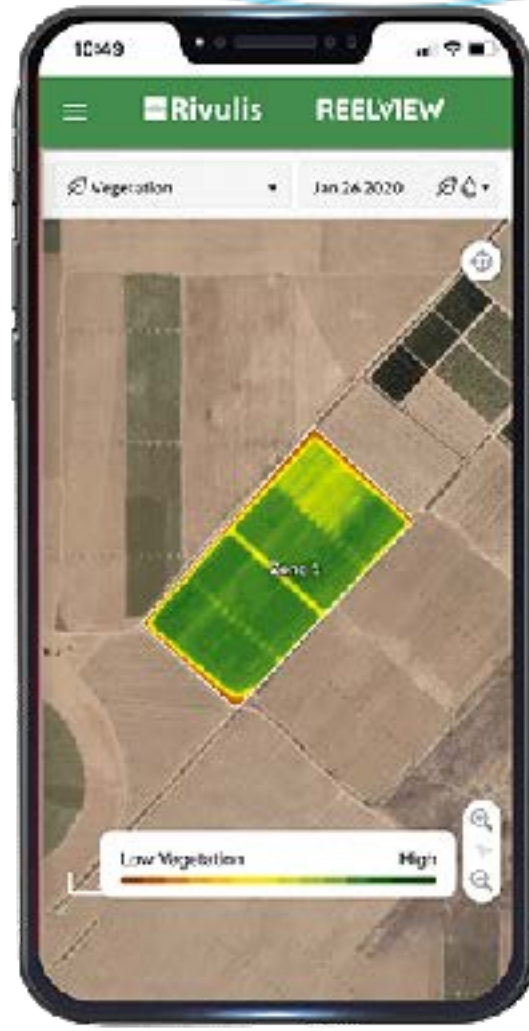 10:49
Rivulis REELVIEW
Vegetation Jan 26 2020
Zone 1
Low Vegetation High